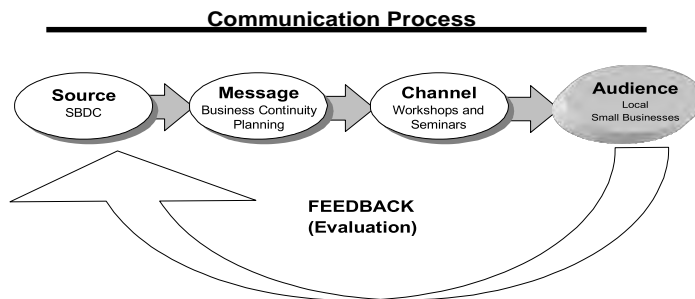 Communication Process
Source
SBDC
Message
Business Continuity
Planning
Channel
Workshops and
Seminars
Audience
Local
Small Businesses
FEEDBACK
(Evaluation)